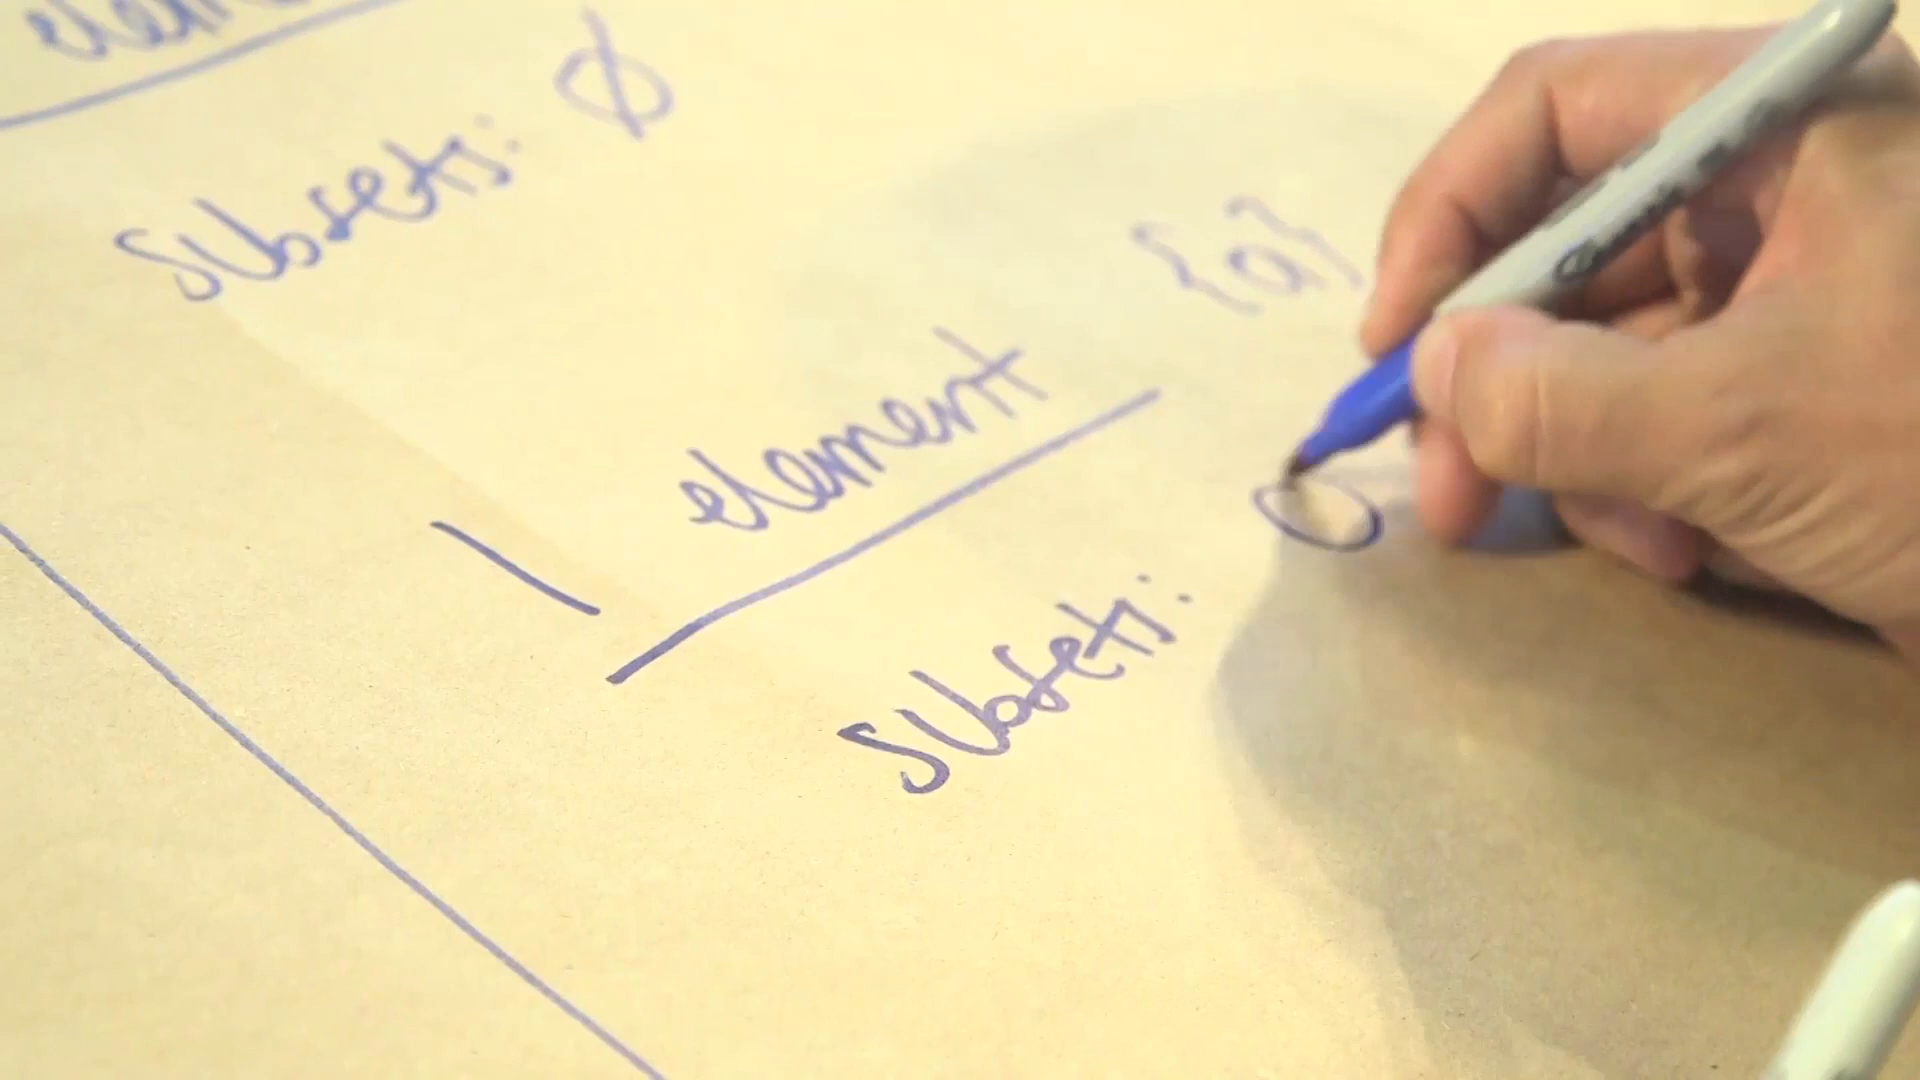 Subsets: ∅
1 element {a}
Subsets: